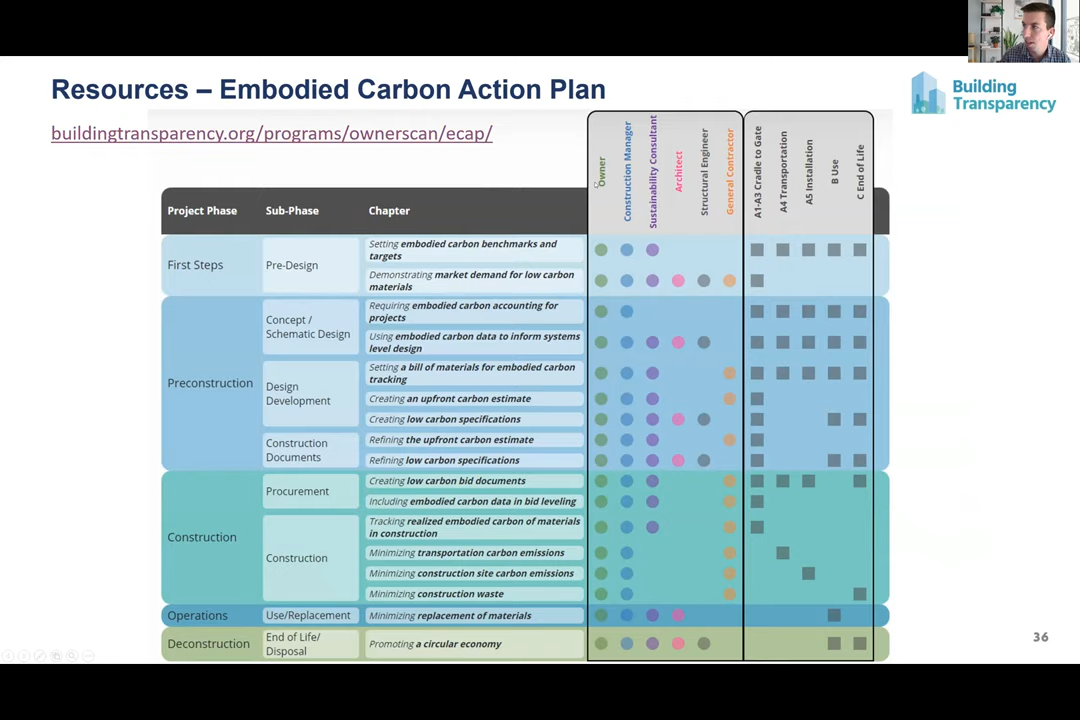 Resources – Embodied Carbon Action Plan
Building
Transparency
buildingtransparency.org/programs/ownerscan/ecap/
Owner
Construction Manager
Sustainability Consultant
Architect
Structural Engineer
General Contractor
A1-A3 Cradle to Gate
A4 Transportation
A5 Installation
B Use
C End of Life
Project Phase
Sub-Phase
Chapter
First Steps
Pre-Design
Setting embodied carbon benchmarks and
targets
Demonstrating market demand for low carbon
materials
Preconstruction
Concept /
Schematic Design
Requiring embodied carbon accounting for
projects
Using embodied carbon data to inform systems
level design
Design
Development
Setting a bill of materials for embodied carbon
tracking
Creating an upfront carbon estimate
Creating low carbon specifications
Construction
Documents
Refining the upfront carbon estimate
Refining low carbon specifications
Construction
Procurement
Creating low carbon bid documents
Including embodied carbon data in bid leveling
Construction
Tracking realized embodied carbon of materials
in construction
Minimizing transportation carbon emissions
Minimizing construction site carbon emissions
Minimizing construction waste
Operations
Use/Replacement
Minimizing replacement of materials
Deconstruction
End of Life/
Disposal
Promoting a circular economy
36